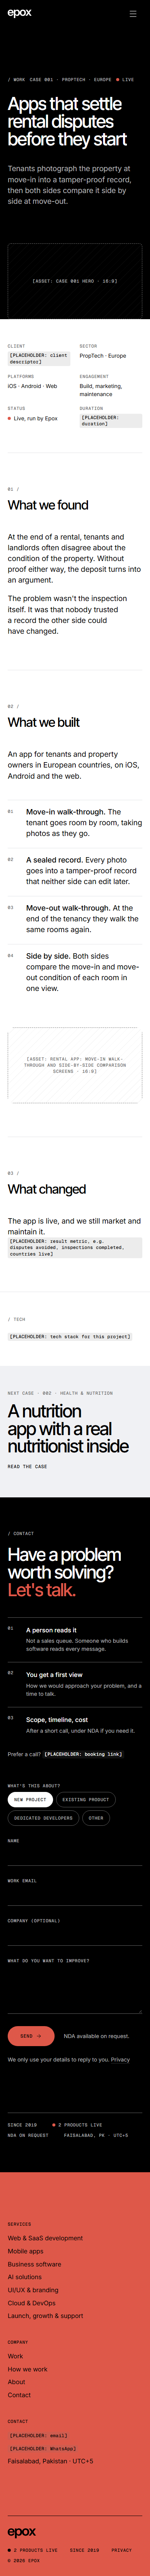 epox
/ WORK CASE 001 · PROPTECH · EUROPE LIVE
Apps that settle
rental disputes
before they start
Tenants photograph the property at
move-in into a tamper-proof record,
then both sides compare it side by
side at move-out.
[ASSET: CASE 001 HERO · 16:9]
CLIENT
[PLACEHOLDER: client
descriptor]
SECTOR
PropTech · Europe
PLATFORMS
iOS · Android · Web
ENGAGEMENT
Build, marketing,
maintenance
STATUS
Live, run by Epox
DURATION
[PLACEHOLDER:
duration]
01 /
What we found
At the end of a rental, tenants and
landlords often disagree about the
condition of the property. Without
proof either way, the deposit turns into
an argument.
The problem wasn't the inspection
itself. It was that nobody trusted
a record the other side could
have changed.
02 /
What we built
An app for tenants and property
owners in European countries, on iOS,
Android and the web.
01 Move-in walk-through. The
tenant goes room by room, taking
photos as they go.
02 A sealed record. Every photo
goes into a tamper-proof record
that neither side can edit later.
03 Move-out walk-through. At the
end of the tenancy they walk the
same rooms again.
04 Side by side. Both sides
compare the move-in and move-
out condition of each room in
one view.
[ASSET: RENTAL APP: MOVE-IN WALK-
THROUGH AND SIDE-BY-SIDE COMPARISON
SCREENS · 16:9]
03 /
What changed
The app is live, and we still market and
maintain it.
[PLACEHOLDER: result metric, e.g.
disputes avoided, inspections completed,
countries live]
/ TECH
[PLACEHOLDER: tech stack for this project]
NEXT CASE · 002 · HEALTH & NUTRITION
A nutrition
app with a real
nutritionist inside
READ THE CASE
/ CONTACT
Have a problem
worth solving?
Let's talk.
01 A person reads it
Not a sales queue. Someone who builds
software reads every message.
02 You get a first view
How we would approach your problem, and a
time to talk.
03 Scope, timeline, cost
After a short call, under NDA if you need it.
Prefer a call? [PLACEHOLDER: booking link]
WHAT'S THIS ABOUT?
NEW PROJECT EXISTING PRODUCT
DEDICATED DEVELOPERS OTHER
NAME
WORK EMAIL
COMPANY (OPTIONAL)
WHAT DO YOU WANT TO IMPROVE?
SEND → NDA available on request.
We only use your details to reply to you. Privacy
SINCE 2019 2 PRODUCTS LIVE
NDA ON REQUEST FAISALABAD, PK · UTC+5
SERVICES
Web & SaaS development
Mobile apps
Business software
AI solutions
UI/UX & branding
Cloud & DevOps
Launch, growth & support
COMPANY
Work
How we work
About
Contact
CONTACT
[PLACEHOLDER: email]
[PLACEHOLDER: WhatsApp]
Faisalabad, Pakistan · UTC+5
epox
2 PRODUCTS LIVE SINCE 2019 PRIVACY
© 2026 EPOX